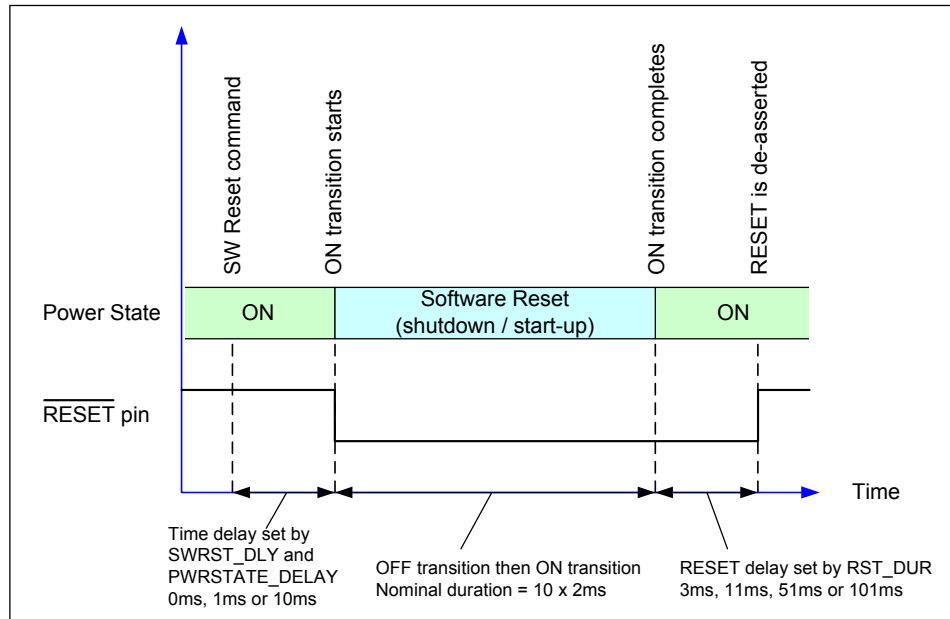 SW Reset command
ON transition starts
ON transition completes
RESET is de-asserted
Power State
ON
Software Reset
(shutdown / start-up)
ON
RESET pin
Time
Time delay set by
SWRST_DLY and
PWRSTATE_DELAY
0ms, 1ms or 10ms
OFF transition then ON transition
Nominal duration = 10 x 2ms
RESET delay set by RST_DUR
3ms, 11ms, 51ms or 101ms